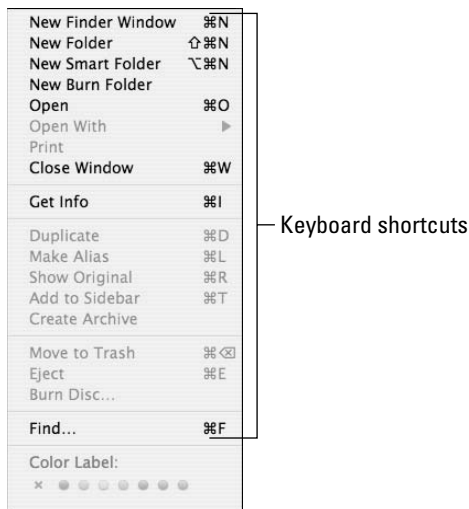 New Finder Window ⌘N
New Folder ⇧⌘N
New Smart Folder ⌥⌘N
New Burn Folder
Open ⌘O
Open With ▶
Print
Close Window ⌘W
Get Info ⌘I
Duplicate ⌘D
Make Alias ⌘L
Show Original ⌘R
Add to Sidebar ⌘T
Create Archive
Move to Trash ⌘⌫
Eject ⌘E
Burn Disc...
Find... ⌘F
Color Label:
×
Keyboard shortcuts